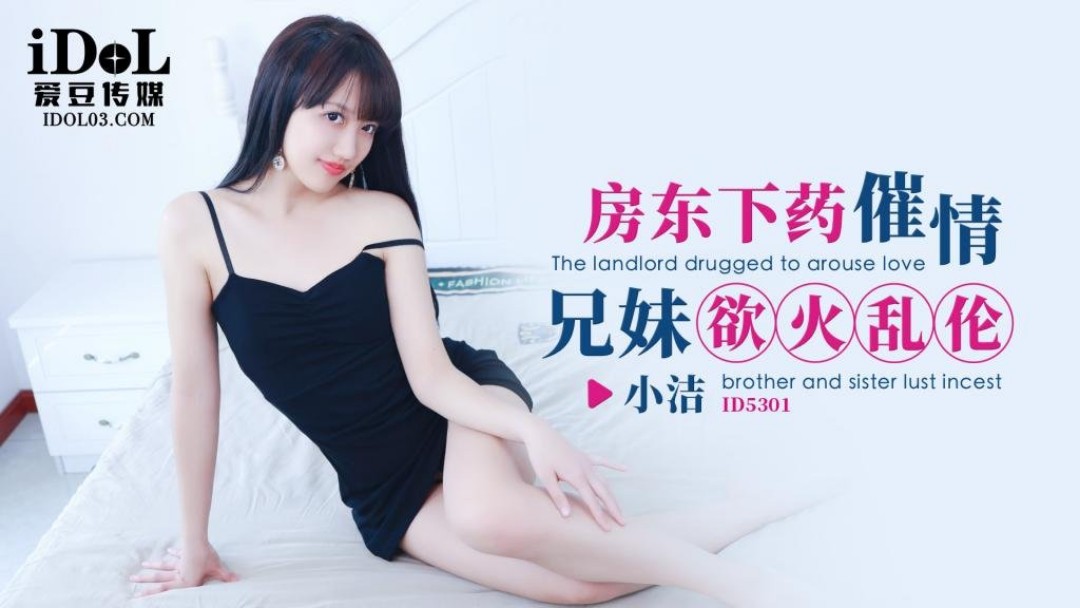 iDoL
爱豆传媒
IDOL03.COM
FASHION
房东下药催情
The landlord drugged to arouse love
兄妹欲火乱伦
小洁
brother and sister lust incest
ID5301